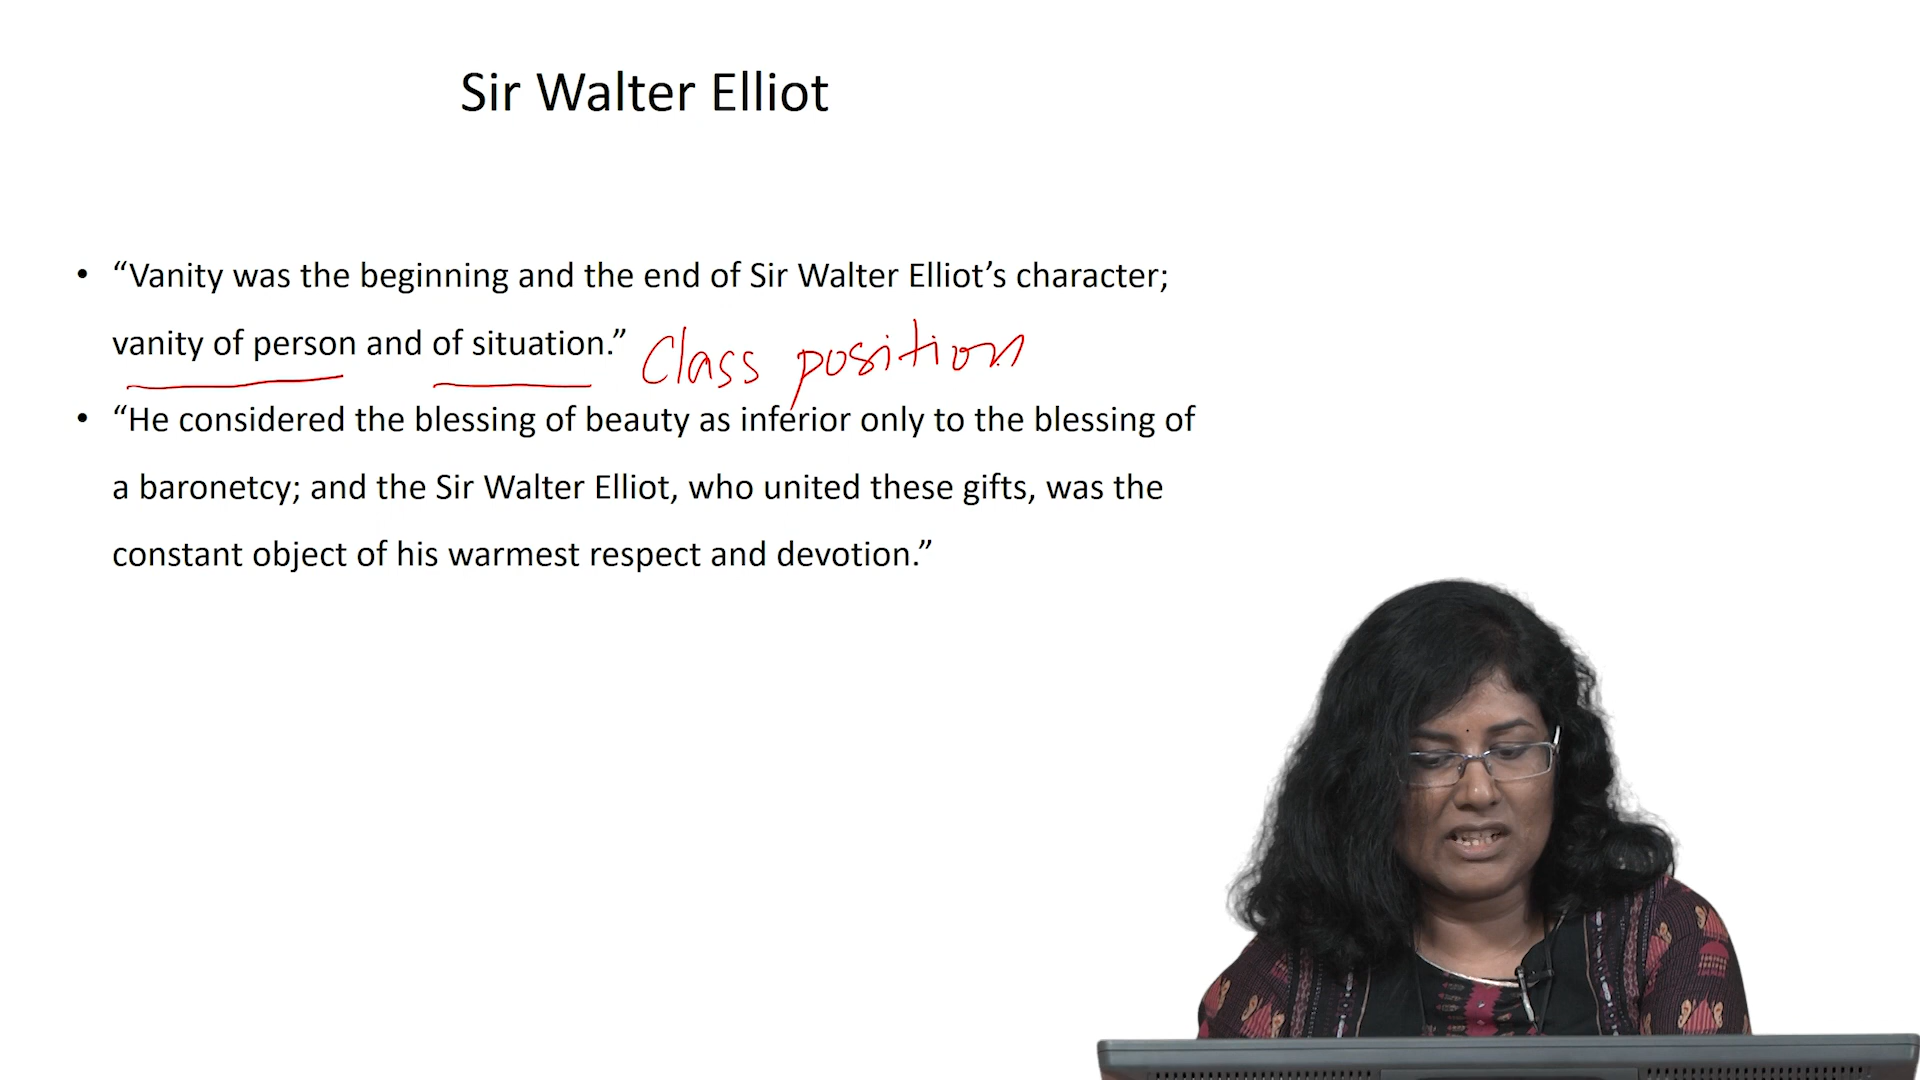 Sir Walter Elliot
• “Vanity was the beginning and the end of Sir Walter Elliot’s character;
vanity of person and of situation.” Class position
• “He considered the blessing of beauty as inferior only to the blessing of
a baronetcy; and the Sir Walter Elliot, who united these gifts, was the
constant object of his warmest respect and devotion.”